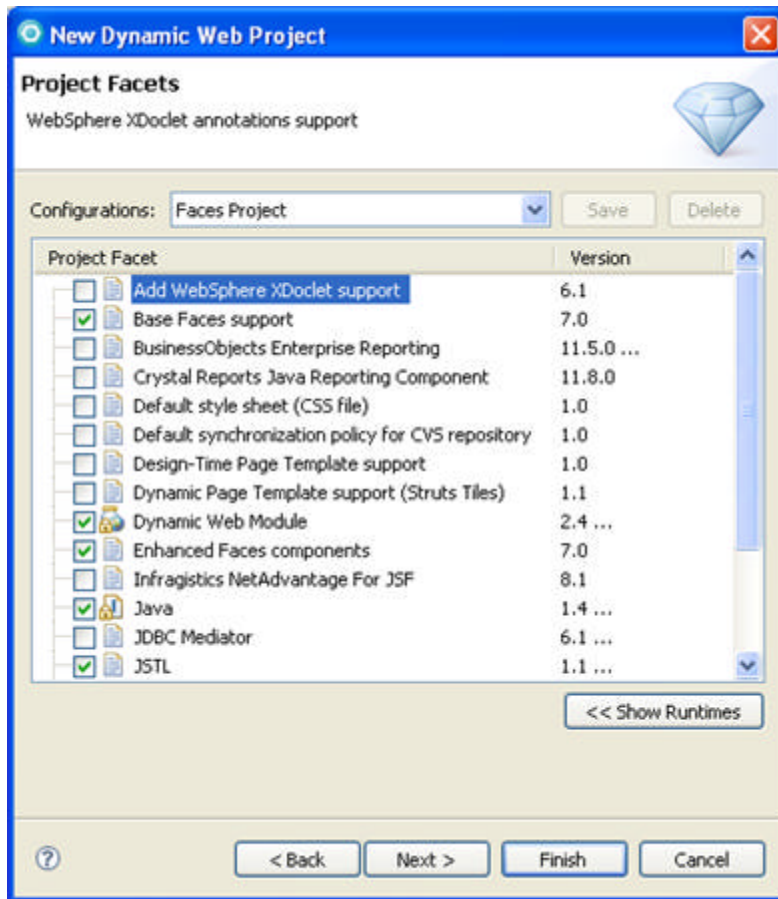 New Dynamic Web Project
Project Facets
WebSphere XDoclet annotations support
Configurations: Faces Project Save Delete
Project Facet Version
Add WebSphere XDoclet support 6.1
Base Faces support 7.0
BusinessObjects Enterprise Reporting 11.5.0 ...
Crystal Reports Java Reporting Component 11.8.0
Default style sheet (CSS file) 1.0
Default synchronization policy for CVS repository 1.0
Design-Time Page Template support 1.0
Dynamic Page Template support (Struts Tiles) 1.1
Dynamic Web Module 2.4 ...
Enhanced Faces components 7.0
Infragistics NetAdvantage For JSF 8.1
Java 1.4 ...
JDBC Mediator 6.1 ...
JSTL 1.1 ...
<< Show Runtimes
? < Back Next > Finish Cancel